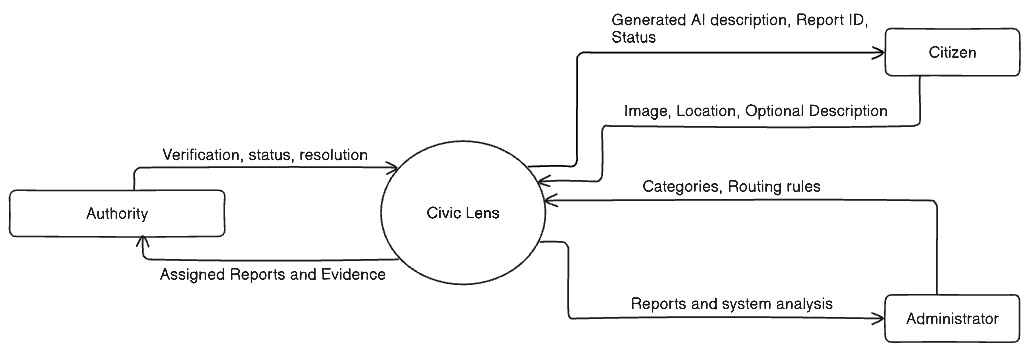 Generated AI description, Report ID,
Status
Citizen
Image, Location, Optional Description
Verification, status, resolution
Categories, Routing rules
Authority
Civic Lens
Assigned Reports and Evidence
Reports and system analysis
Administrator